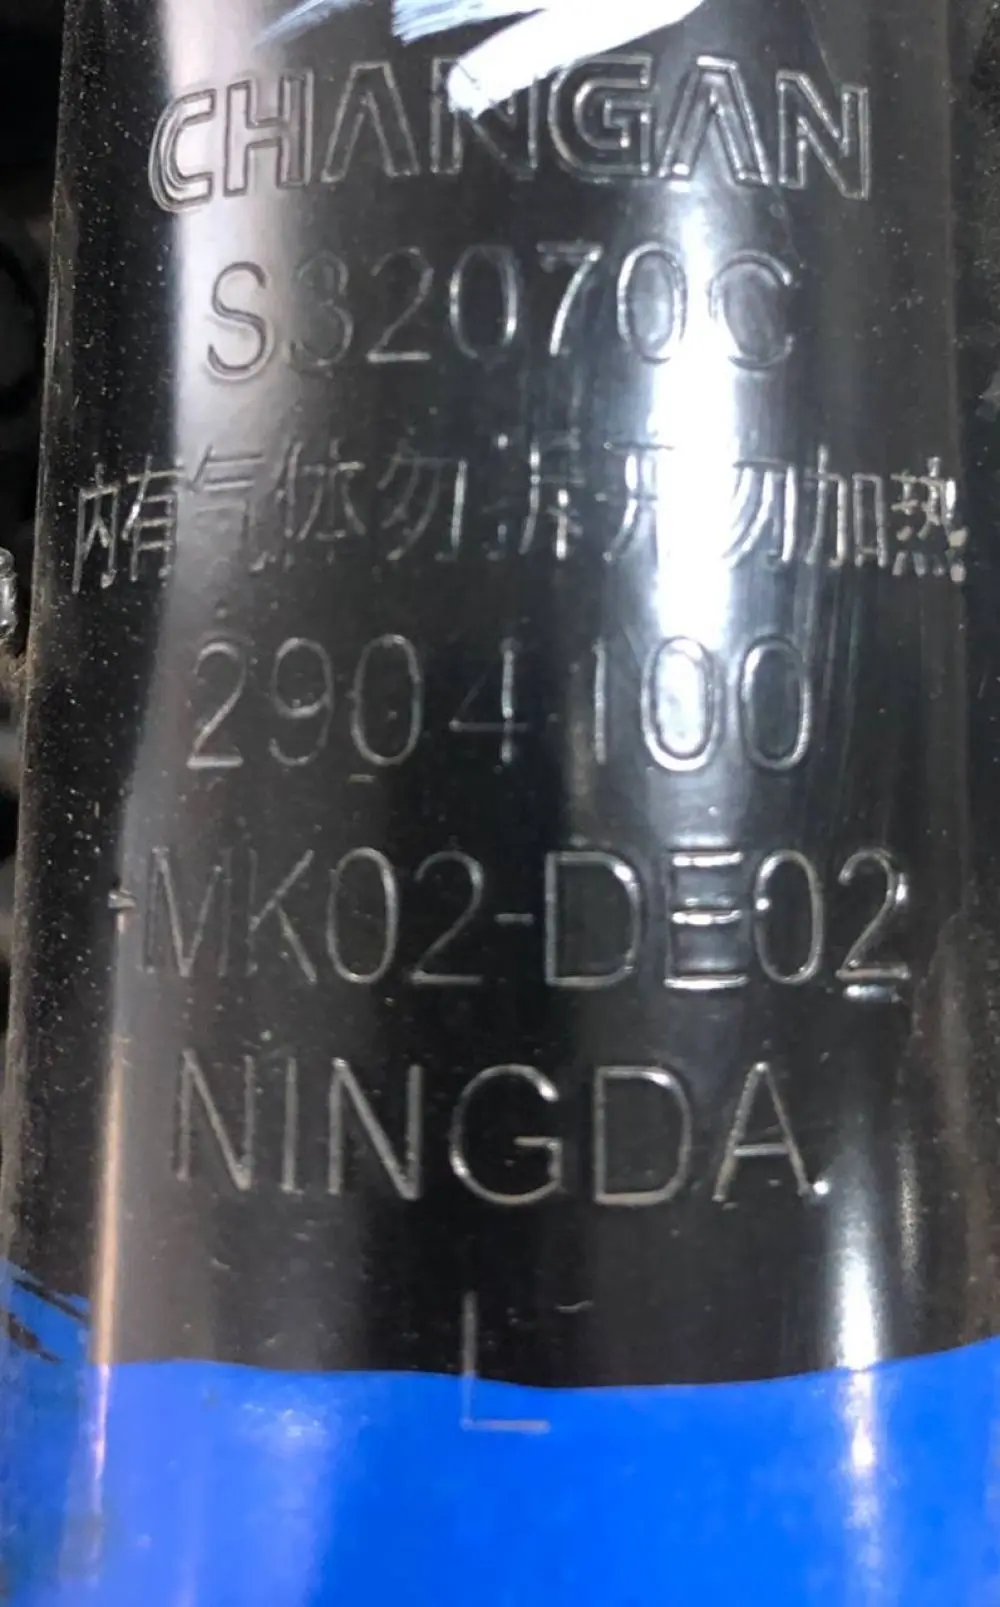 CHANGAN
S32070C
内有气体勿拆开勿加热
2904100
-MK02-DE02
NINGDA
L